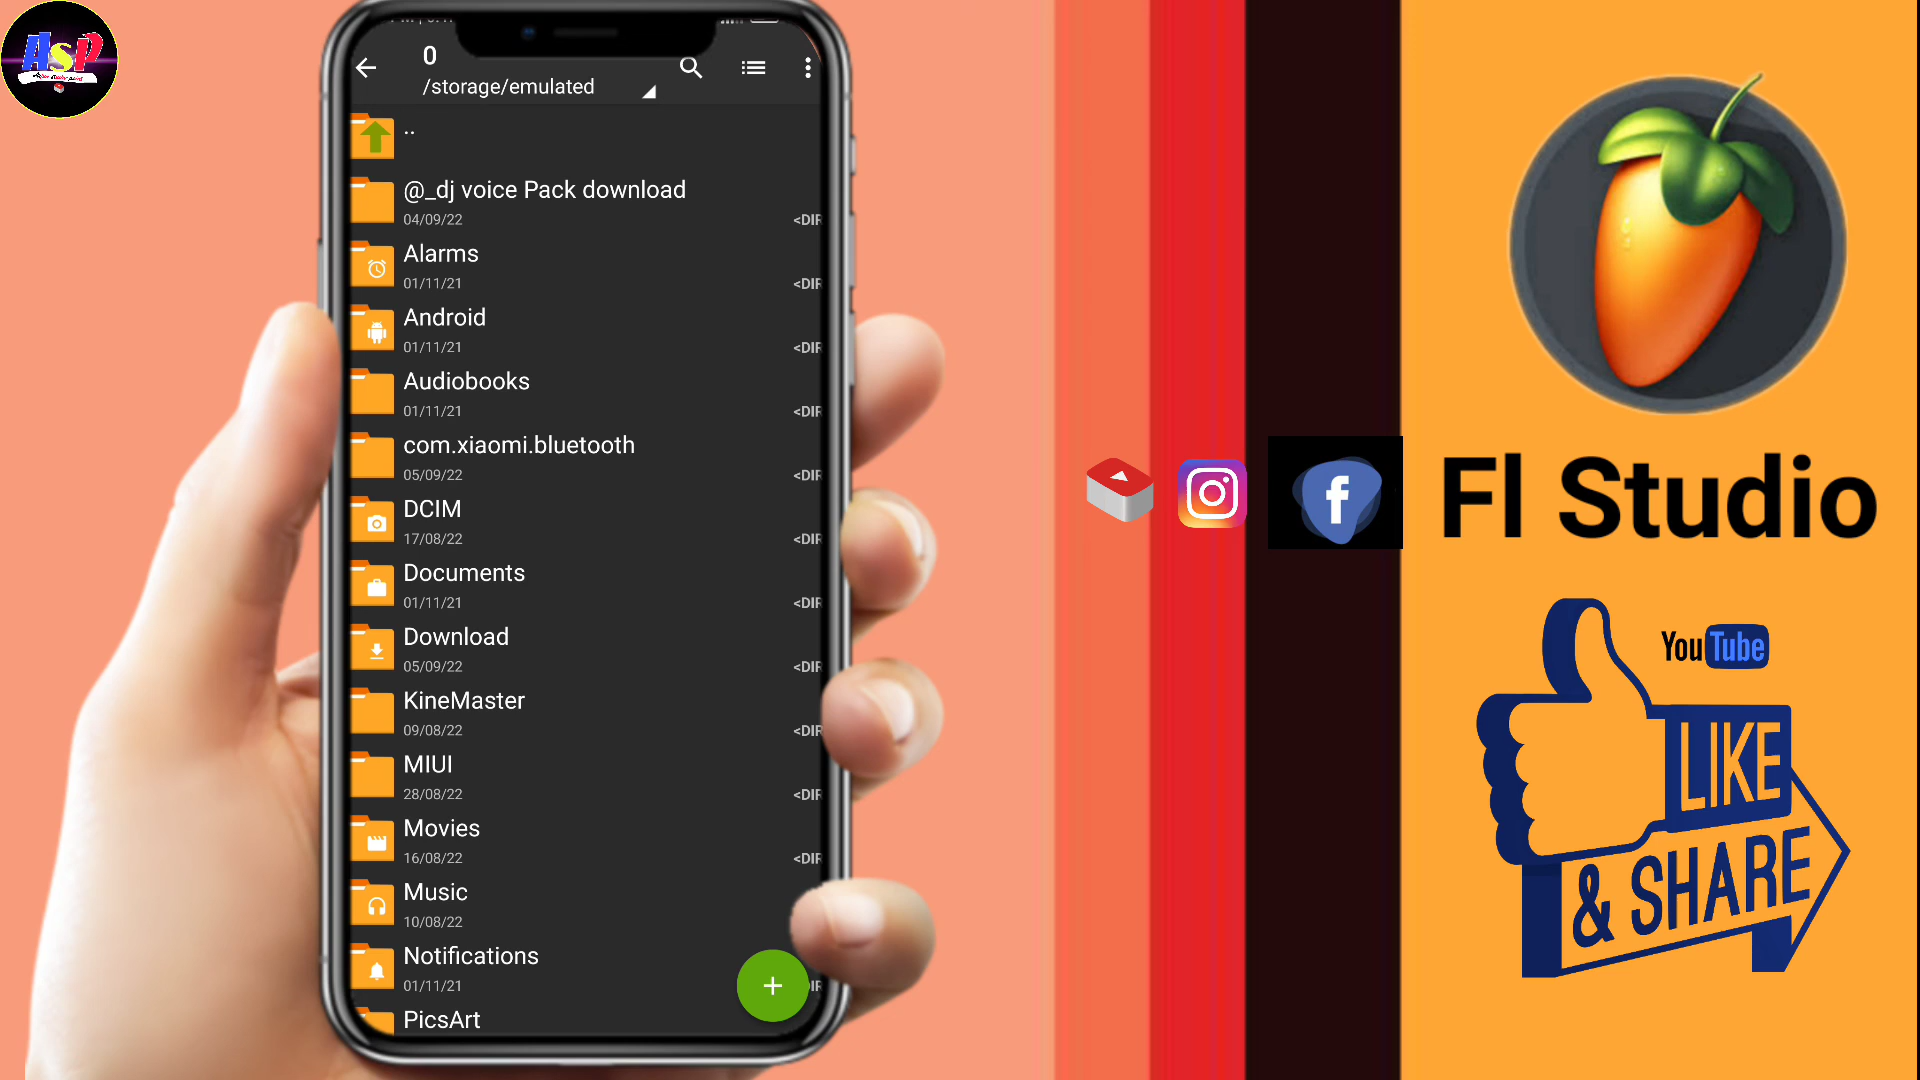 ASP
0
/storage/emulated
..
@_dj voice Pack download
04/09/22
<DIR
Alarms
01/11/21
<DIR
Android
01/11/21
<DIR
Audiobooks
01/11/21
<DIR
com.xiaomi.bluetooth
05/09/22
<DIR
DCIM
17/08/22
<DIR
Documents
01/11/21
<DIR
Download
05/09/22
<DIR
KineMaster
09/08/22
<DIR
MIUI
28/08/22
<DIR
Movies
16/08/22
<DIR
Music
10/08/22
Notifications
01/11/21
IR
PicsArt
Fl Studio
YouTube
LIKE
& SHARE